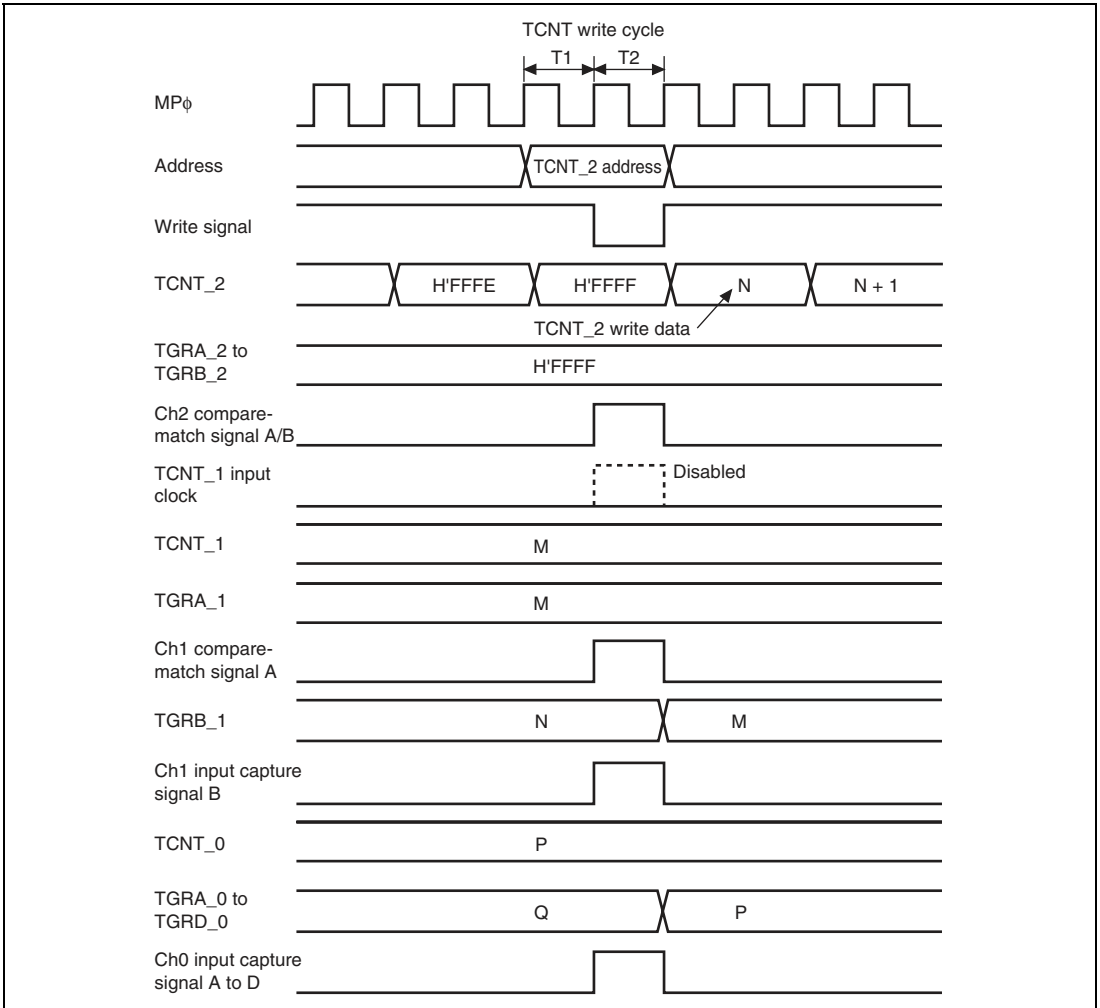 TCNT write cycle
T1 T2
MPϕ
Address
TCNT_2 address
Write signal
TCNT_2
H'FFFE H'FFFF N N + 1
TCNT_2 write data
TGRA_2 to
TGRB_2
H'FFFF
Ch2 compare-
match signal A/B
TCNT_1 input
clock
Disabled
TCNT_1
M
TGRA_1
M
Ch1 compare-
match signal A
TGRB_1
N M
Ch1 input capture
signal B
TCNT_0
P
TGRA_0 to
TGRD_0
Q P
Ch0 input capture
signal A to D